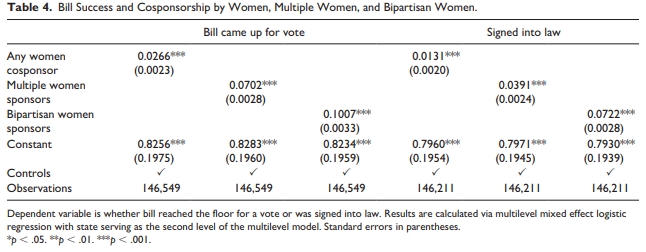 Table 4. Bill Success and Cosponsorship by Women, Multiple Women, and Bipartisan Women.
Bill came up for vote Signed into law
Any women 0.0266*** 0.0131***
cosponsor (0.0023) (0.0020)
Multiple women 0.0702*** 0.0391***
sponsors (0.0028) (0.0024)
Bipartisan women 0.1007*** 0.0722***
sponsors (0.0033) (0.0028)
Constant 0.8256*** 0.8283*** 0.8234*** 0.7960*** 0.7971*** 0.7930***
(0.1975) (0.1960) (0.1959) (0.1954) (0.1945) (0.1939)
Controls ✓ ✓ ✓ ✓ ✓ ✓
Observations 146,549 146,549 146,549 146,211 146,211 146,211
Dependent variable is whether bill reached the floor for a vote or was signed into law. Results are calculated via multilevel mixed effect logistic
regression with state serving as the second level of the multilevel model. Standard errors in parentheses.
*p < .05. **p < .01. ***p < .001.